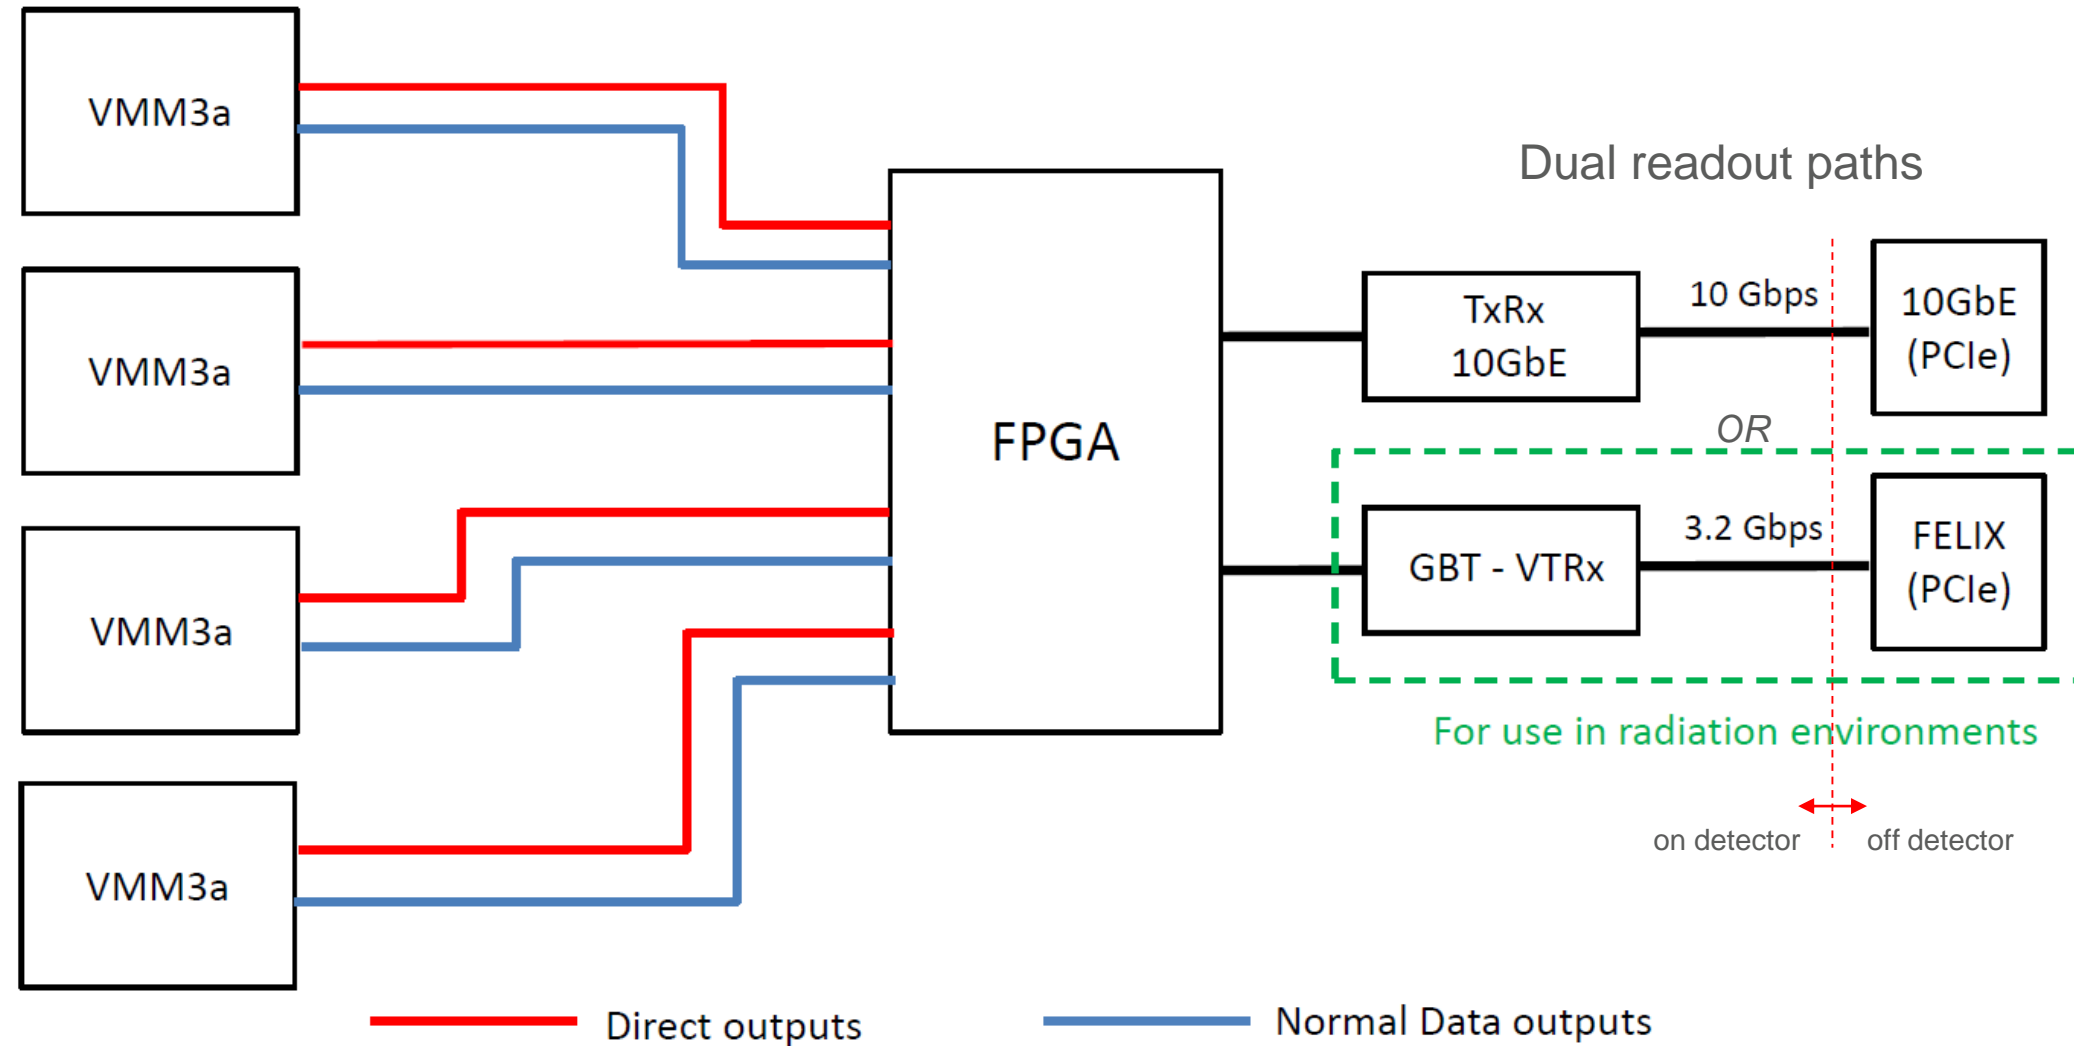 VMM3a
VMM3a
VMM3a
VMM3a
FPGA
Dual readout paths
TxRx
10GbE
10 Gbps
10GbE
(PCIe)
OR
GBT - VTRx
3.2 Gbps
FELIX
(PCIe)
For use in radiation environments
on detector
off detector
Direct outputs
Normal Data outputs